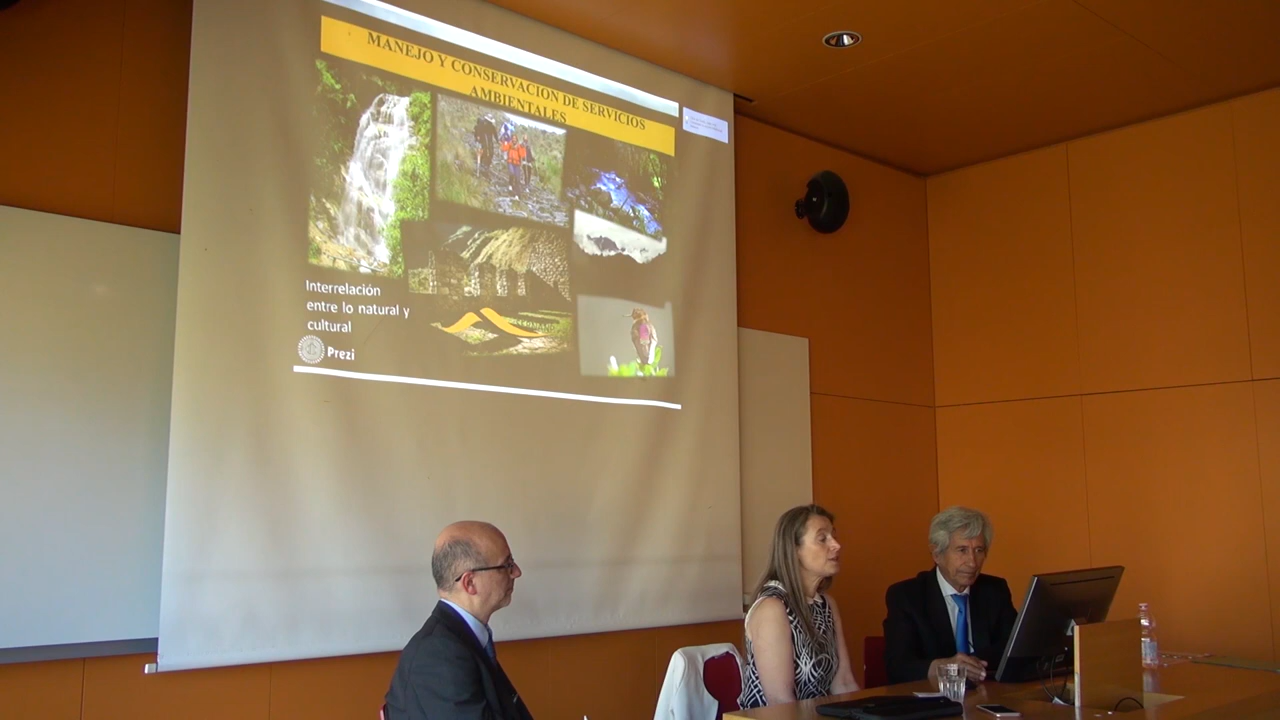 MANEJO Y CONSERVACION DE SERVICIOS
AMBIENTALES
Interrelación
entre lo natural y
cultural
Prezi